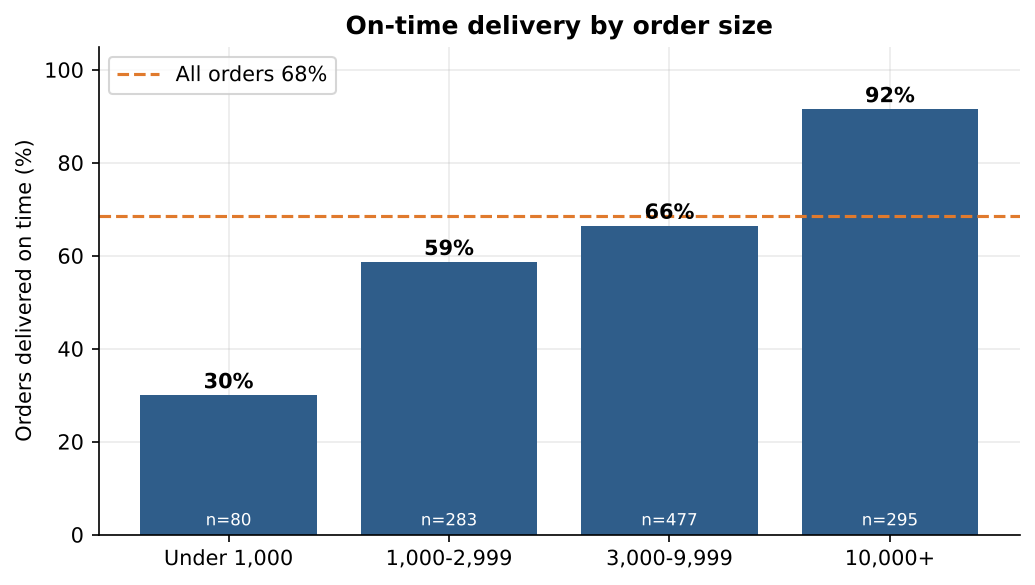 On-time delivery by order size
All orders 68%
Orders delivered on time (%)
100
80
60
40
20
0
30%
59%
66%
92%
n=80
n=283
n=477
n=295
Under 1,000
1,000-2,999
3,000-9,999
10,000+